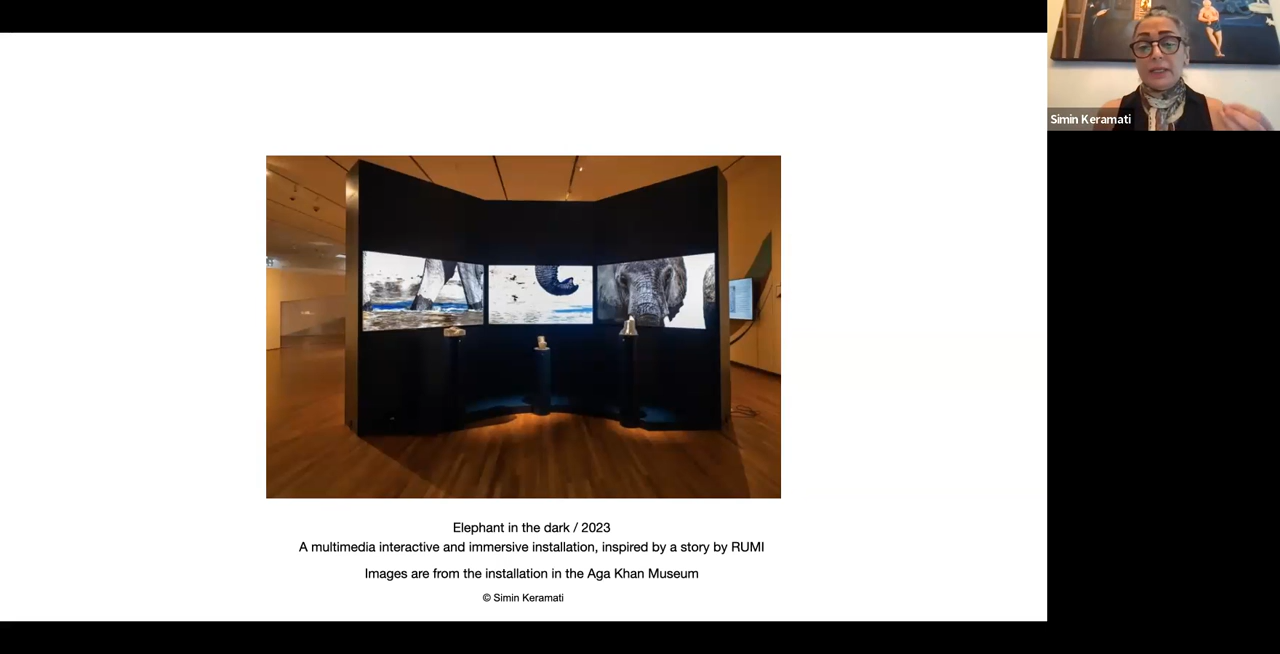 Simin Keramati
Elephant in the dark / 2023
A multimedia interactive and immersive installation, inspired by a story by RUMI
Images are from the installation in the Aga Khan Museum
© Simin Keramati